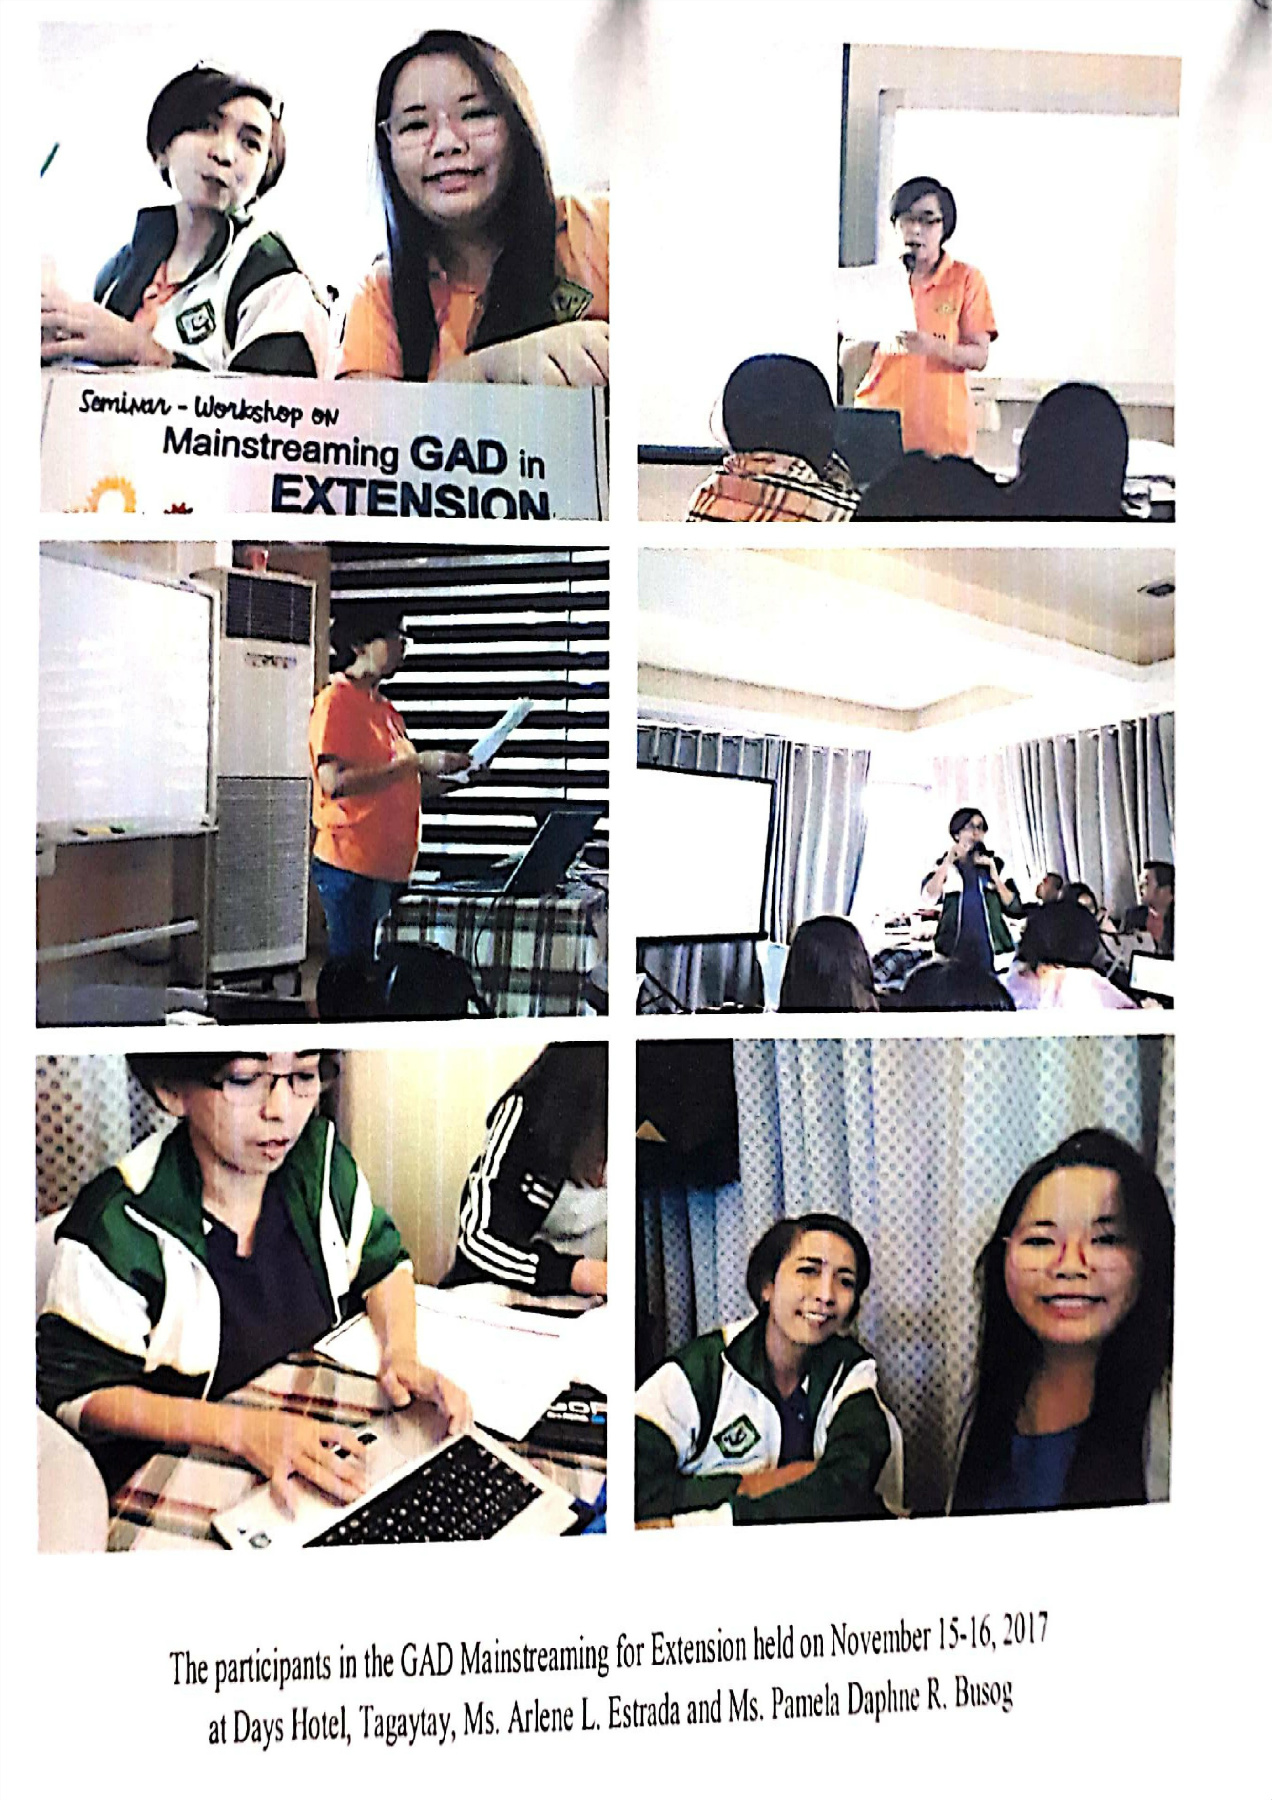 Seminar - Workshop on
Mainstreaming GAD in
EXTENSION
The participants in the GAD Mainstreaming for Extension held on November 15-16, 2017
at Days Hotel, Tagaytay, Ms. Arlene L. Estrada and Ms. Pamela Daphne R. Busog